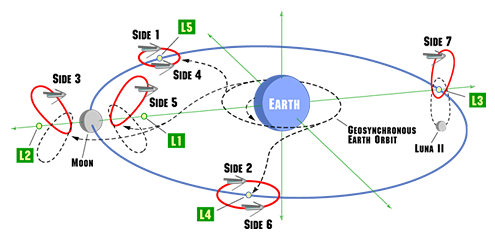 Side 1
L5
Side 7
Side 3
Side 4
Side 5
Earth
L3
L1
Geosynchronous
Earth Orbit
Luna II
L2
Moon
Side 2
L4
Side 6